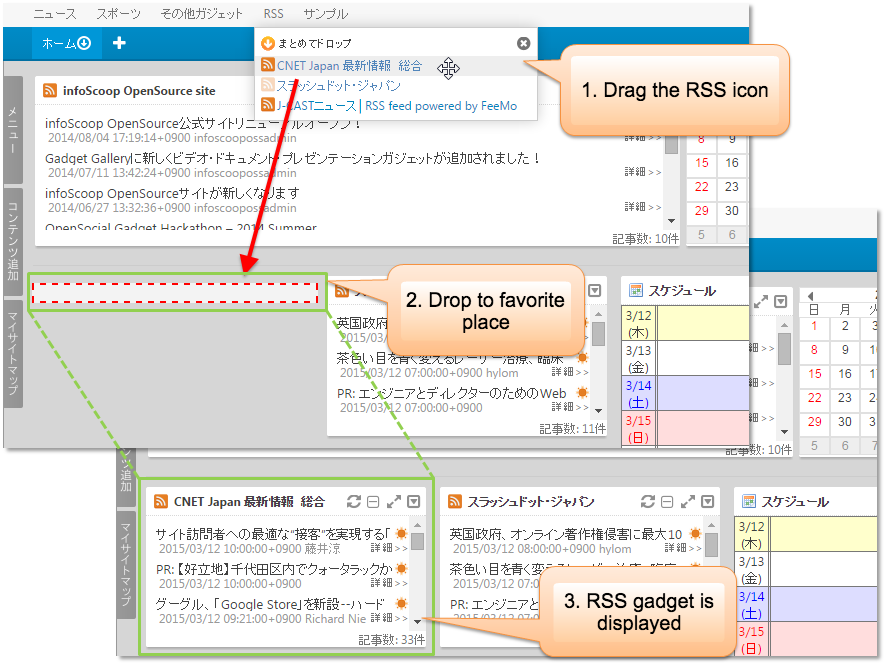 ニュース スポーツ その他ガジェット RSS サンプル
ホーム
まとめてドロップ
CNET Japan 最新情報 総合
スラッシュドット・ジャパン
J-CASTニュース | RSS feed powered by FeeMo
1. Drag the RSS icon
メニュー
コンテンツ追加
マイサイトマップ
infoScoop OpenSource site
infoScoop OpenSource公式サイトリニューアルオープン!
2014/08/04 17:19:14+0900 infoscoopossadmin
Gadget Galleryに新しくビデオ・ドキュメント・プレゼンテーションガジェットが追加されました!
2014/07/11 13:42:24+0900 infoscoopossadmin
詳細 >>
infoScoop OpenSourceサイトが新しくなります
2014/06/27 13:32:36+0900 infoscoopossadmin
詳細 >>
OpenSocial Gadget Hackathon – 2014 Summer
記事数: 10件
8 9
15 16
22 23
29 30
5 6
2. Drop to favorite
place
英国政府
2015/03/
茶色い目を青く変えるレーザー治療、臨床
2015/03/12 07:00:00+0900 hylom
詳細 >>
PR: エンジニアとディレクターのためのWeb
2015/03/12 07:00:00+0900
詳細 >>
記事数: 11件
スケジュール
3/12
(木)
3/13
(金)
3/14
(土)
3/15
(日)
日 月 火
1 2 3
8 9 10
15 16 17
22 23 24
29 30 31
5 6 7
細 >>
細 >>
細 >>
記事数: 10件
ンツ追加
マイサイトマップ
CNET Japan 最新情報 総合
サイト訪問者への最適な"接客"を実現する「
2015/03/12 10:00:00+0900 藤井涼
詳細 >>
PR:【好立地】千代田区内でクォータラックか
2015/03/12 10:00:00+0900
詳細 >>
グーグル、「Google Store」を新設--ハード
2015/03/12 09:21:00+0900 Richard Nie
詳細 >>
記事数: 33件
スラッシュドット・ジャパン
英国政府、オンライン著作権侵害に最大10
2015/03/12 08:00:00+0900 hylom
詳細 >>
茶色い目を青く変えるレーザー治療、臨床
2015/03/12 07:0
PR: エンジニアとデ
2015/03/12 07:0
3. RSS gadget is
displayed
スケジュール
3/12
(木)
3/13
(金)
3/14
(土)
3/15
(日)